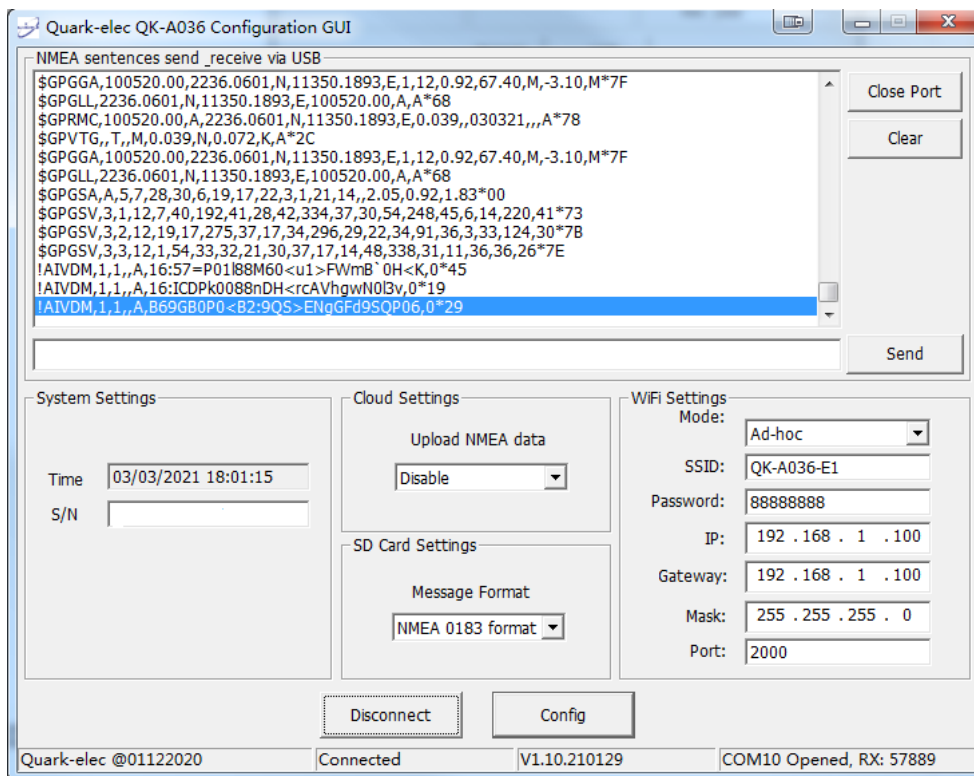 Quark-elec QK-A036 Configuration GUI
NMEA sentences send _receive via USB
$GPGGA,100520.00,2236.0601,N,11350.1893,E,1,12,0.92,67.40,M,-3.10,M*7F
$GPGLL,2236.0601,N,11350.1893,E,100520.00,A,A*68
$GPRMC,100520.00,A,2236.0601,N,11350.1893,E,0.039,,030321,,,A*78
$GPVTG,,T,,M,0.039,N,0.072,K,A*2C
$GPGGA,100520.00,2236.0601,N,11350.1893,E,1,12,0.92,67.40,M,-3.10,M*7F
$GPGLL,2236.0601,N,11350.1893,E,100520.00,A,A*68
$GPGSA,A,5,7,28,30,6,19,17,22,3,1,21,14,,2.05,0.92,1.83*00
$GPGSV,3,1,12,7,40,192,41,28,42,334,37,30,54,248,45,6,14,220,41*73
$GPGSV,3,2,12,19,17,275,37,17,34,296,29,22,34,91,36,3,33,124,30*7B
$GPGSV,3,3,12,1,54,33,32,21,30,37,17,14,48,338,31,11,36,36,26*7E
!AIVDM,1,1,,A,16:57=P01l88M60<u1>FWmB`0H<K,0*45
!AIVDM,1,1,,A,16:ICDPk0088nDH<rcAVhgwN0l3v,0*19
!AIVDM,1,1,,A,B69GB0P0<B2:9QS>ENgGFd9SQP06,0*29
Close Port
Clear
Send
System Settings
Time 03/03/2021 18:01:15
S/N
Cloud Settings
Upload NMEA data
Disable
SD Card Settings
Message Format
NMEA 0183 format
WiFi Settings
Mode: Ad-hoc
SSID: QK-A036-E1
Password: 88888888
IP: 192 .168 . 1 .100
Gateway: 192 .168 . 1 .100
Mask: 255 .255 .255 . 0
Port: 2000
Disconnect
Config
Quark-elec @01122020
Connected
V1.10.210129
COM10 Opened, RX: 57889